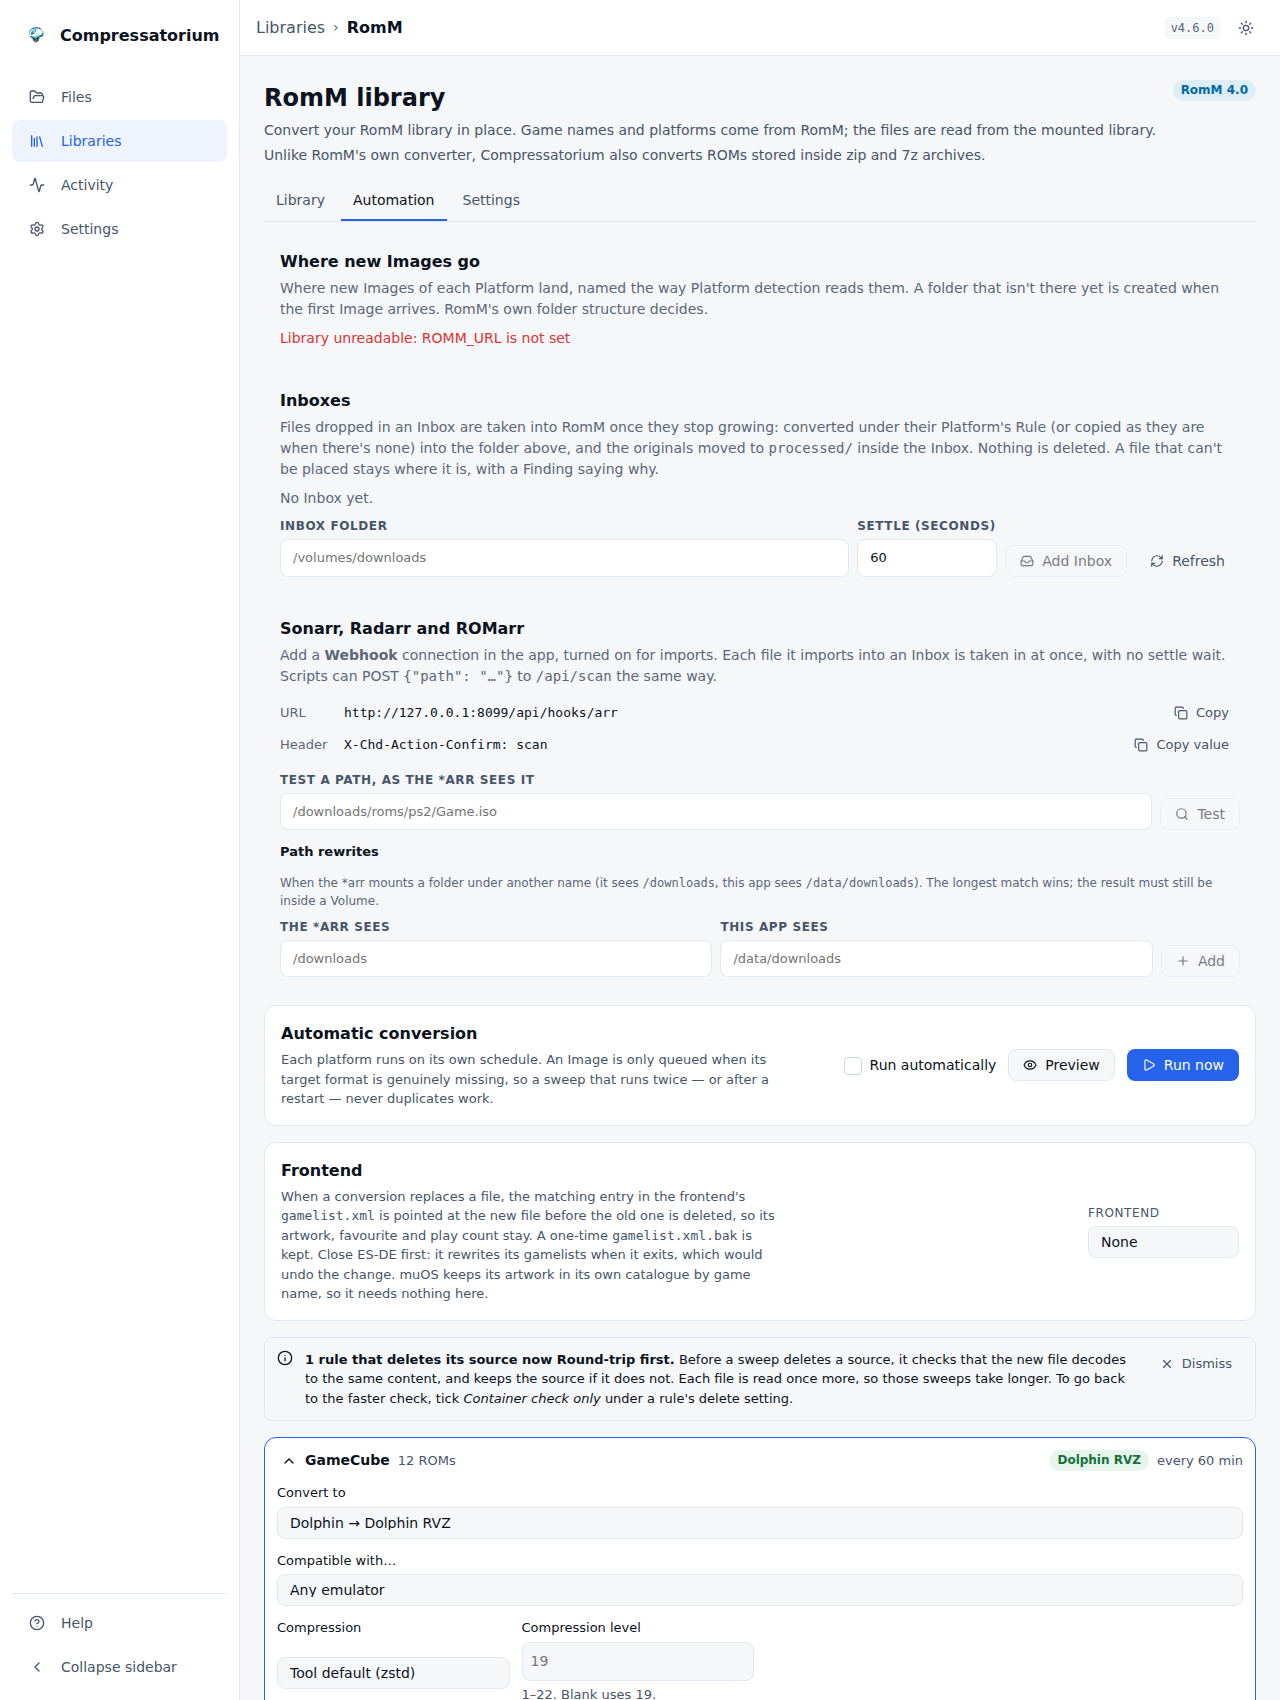 Compressatorium
Files
Libraries
Activity
Settings
Help
Collapse sidebar
Libraries › RomM
v4.6.0
RomM library
RomM 4.0
Convert your RomM library in place. Game names and platforms come from RomM; the files are read from the mounted library.
Unlike RomM's own converter, Compressatorium also converts ROMs stored inside zip and 7z archives.
Library Automation Settings
Where new Images go
Where new Images of each Platform land, named the way Platform detection reads them. A folder that isn't there yet is created when
the first Image arrives. RomM's own folder structure decides.
Library unreadable: ROMM_URL is not set
Inboxes
Files dropped in an Inbox are taken into RomM once they stop growing: converted under their Platform's Rule (or copied as they are
when there's none) into the folder above, and the originals moved to processed/ inside the Inbox. Nothing is deleted. A file that can't
be placed stays where it is, with a Finding saying why.
No Inbox yet.
INBOX FOLDER SETTLE (SECONDS)
/volumes/downloads 60 Add Inbox Refresh
Sonarr, Radarr and ROMarr
Add a Webhook connection in the app, turned on for imports. Each file it imports into an Inbox is taken in at once, with no settle wait.
Scripts can POST {"path": "…"} to /api/scan the same way.
URL http://127.0.0.1:8099/api/hooks/arr Copy
Header X-Chd-Action-Confirm: scan Copy value
TEST A PATH, AS THE *ARR SEES IT
/downloads/roms/ps2/Game.iso Test
Path rewrites
When the *arr mounts a folder under another name (it sees /downloads, this app sees /data/downloads). The longest match wins; the result must still be
inside a Volume.
THE *ARR SEES THIS APP SEES
/downloads /data/downloads Add
Automatic conversion
Each platform runs on its own schedule. An Image is only queued when its
target format is genuinely missing, so a sweep that runs twice — or after a
restart — never duplicates work.
Run automatically Preview Run now
Frontend
When a conversion replaces a file, the matching entry in the frontend's
gamelist.xml is pointed at the new file before the old one is deleted, so its
artwork, favourite and play count stay. A one-time gamelist.xml.bak is
kept. Close ES-DE first: it rewrites its gamelists when it exits, which would
undo the change. muOS keeps its artwork in its own catalogue by game
name, so it needs nothing here.
FRONTEND
None
1 rule that deletes its source now Round-trip first. Before a sweep deletes a source, it checks that the new file decodes
to the same content, and keeps the source if it does not. Each file is read once more, so those sweeps take longer. To go back
to the faster check, tick Container check only under a rule's delete setting.
Dismiss
GameCube 12 ROMs Dolphin RVZ every 60 min
Convert to
Dolphin → Dolphin RVZ
Compatible with…
Any emulator
Compression Compression level
Tool default (zstd) 19
1–22. Blank uses 19.